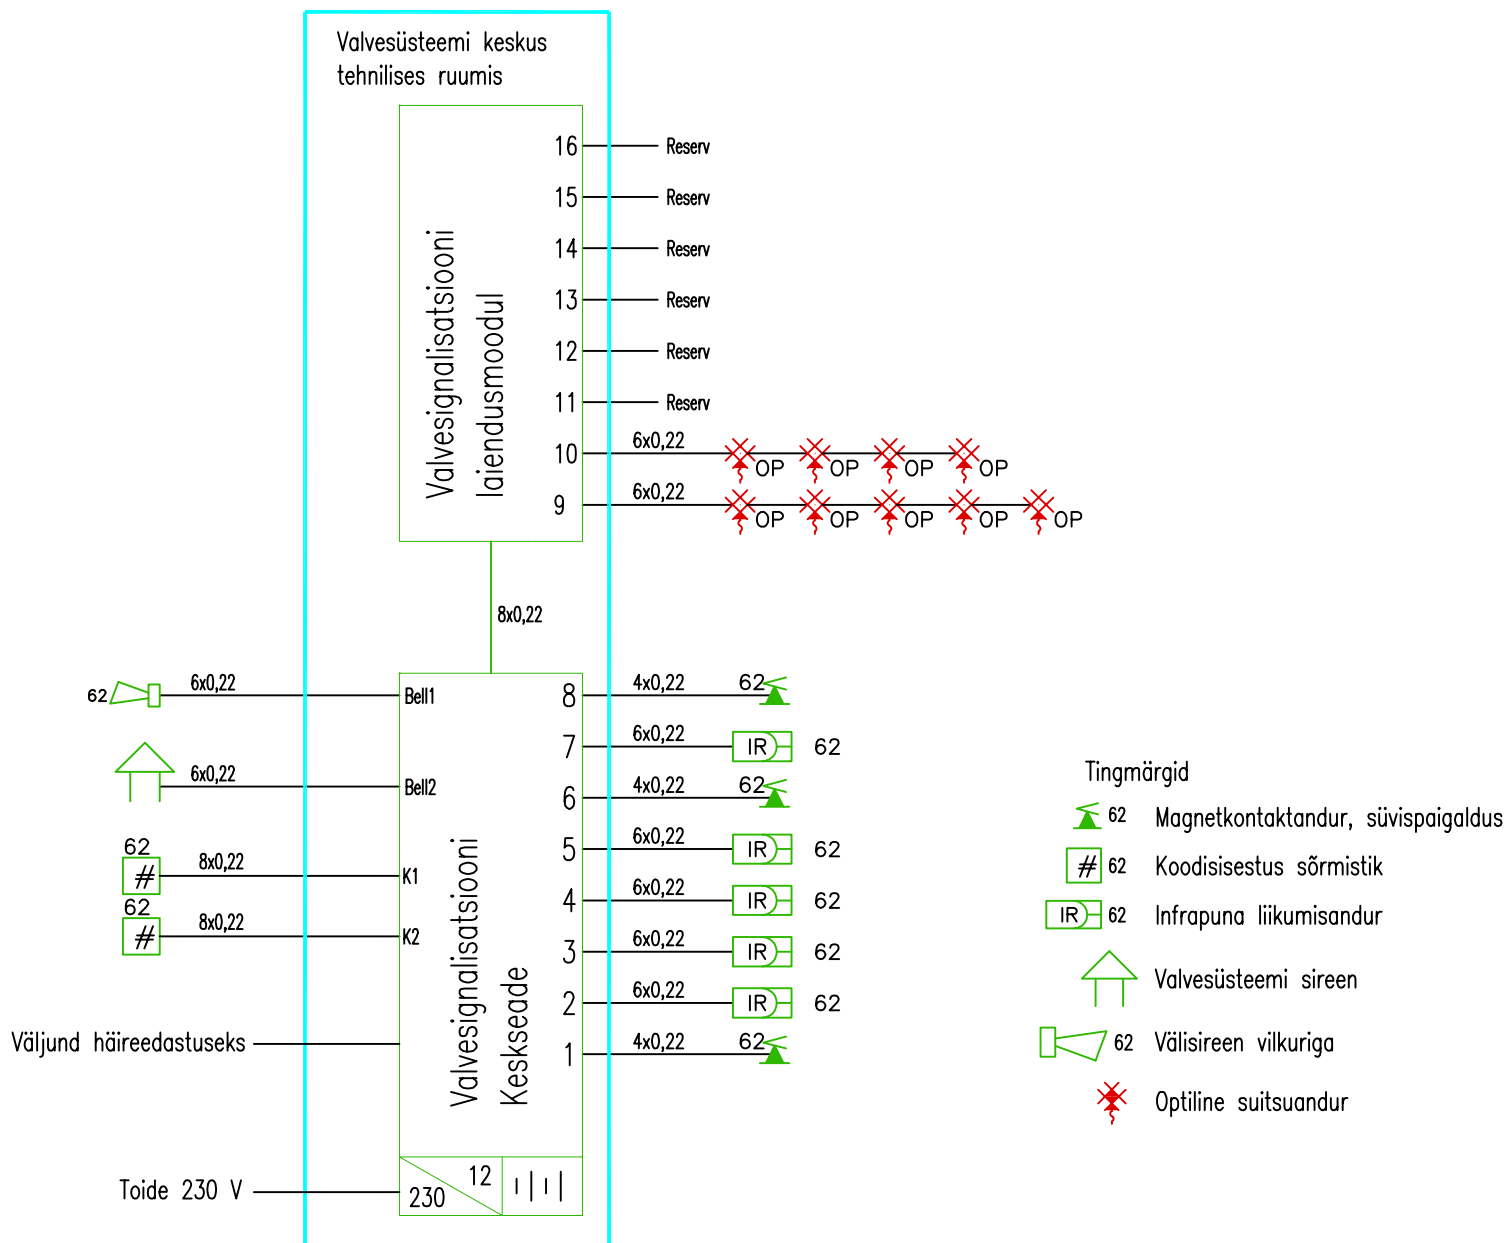 Valvesüsteemi keskus
tehnilises ruumis
Valvesignalisatsiooni
laiendusmoodul
16 Reserv
15 Reserv
14 Reserv
13 Reserv
12 Reserv
11 Reserv
10 6x0,22 OP OP OP OP
9 6x0,22 OP OP OP OP OP
8x0,22
62 6x0,22 Bell1
6x0,22 Bell2
62
# 8x0,22 K1
62
# 8x0,22 K2
Väljund häireedastuseks
Toide 230 V
Valvesignalisatsiooni
Keskseade
230 12
8 4x0,22 62
7 6x0,22 IR 62
6 4x0,22 62
5 6x0,22 IR 62
4 6x0,22 IR 62
3 6x0,22 IR 62
2 6x0,22 IR 62
1 4x0,22 62
Tingmärgid
62 Magnetkontaktandur, süvispaigaldus
# 62 Koodisisestus sõrmistik
IR 62 Infrapuna liikumisandur
Valvesüsteemi sireen
62 Välisireen vilkuriga
Optiline suitsuandur